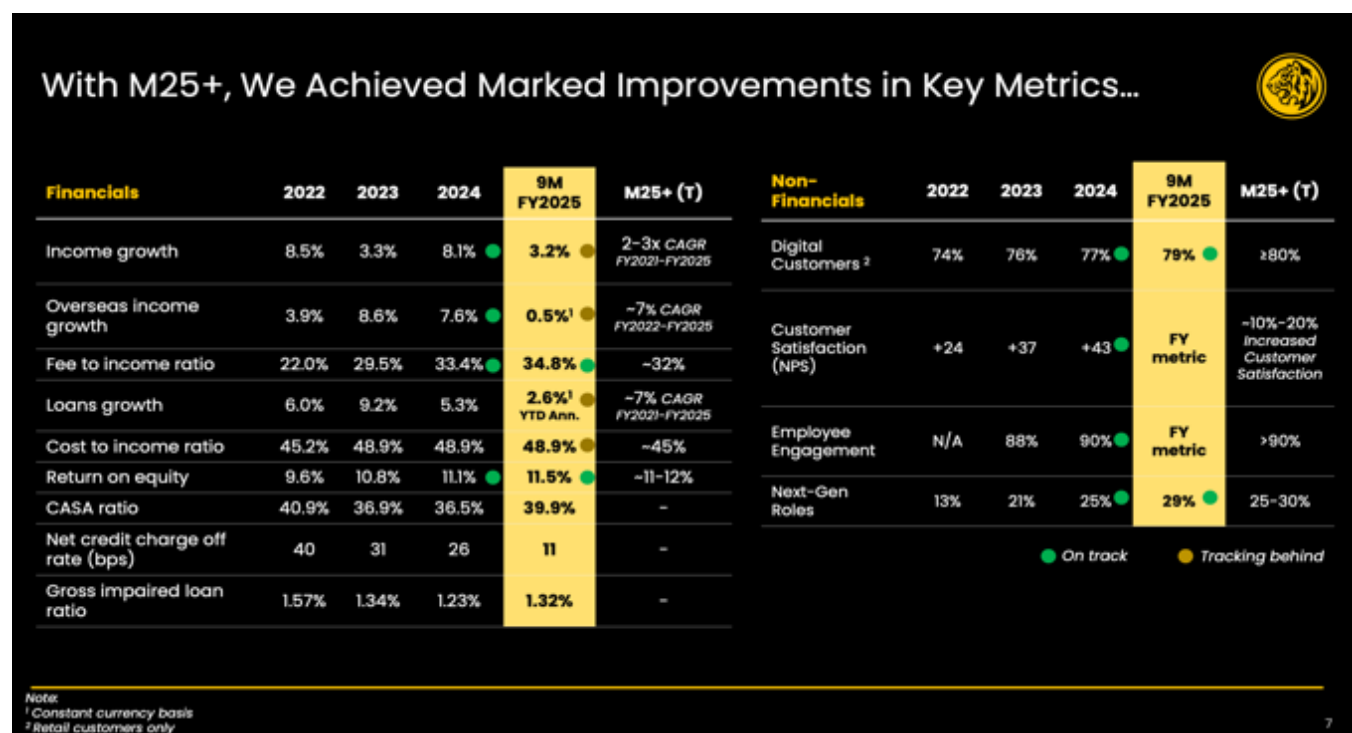 With M25+, We Achieved Marked Improvements in Key Metrics…
Financials 2022 2023 2024 9M FY2025 M25+ (T)
Income growth 8.5% 3.3% 8.1% 3.2% 2-3x CAGR FY2021-FY2025
Overseas income growth 3.9% 8.6% 7.6% 0.5%¹ ~7% CAGR FY2022-FY2025
Fee to income ratio 22.0% 29.5% 33.4% 34.8% ~32%
Loans growth 6.0% 9.2% 5.3% 2.6%¹ YTD Ann. ~7% CAGR FY2021-FY2025
Cost to income ratio 45.2% 48.9% 48.9% 48.9% ~45%
Return on equity 9.6% 10.8% 11.1% 11.5% ~11-12%
CASA ratio 40.9% 36.9% 36.5% 39.9% -
Net credit charge off rate (bps) 40 31 26 11 -
Gross impaired loan ratio 1.57% 1.34% 1.23% 1.32% -
Non-Financials 2022 2023 2024 9M FY2025 M25+ (T)
Digital Customers ² 74% 76% 77% 79% ≥80%
Customer Satisfaction (NPS) +24 +37 +43 FY metric ~10%-20% Increased Customer Satisfaction
Employee Engagement N/A 88% 90% FY metric >90%
Next-Gen Roles 13% 21% 25% 29% 25-30%
On track Tracking behind
Note:
¹ Constant currency basis
² Retail customers only
7